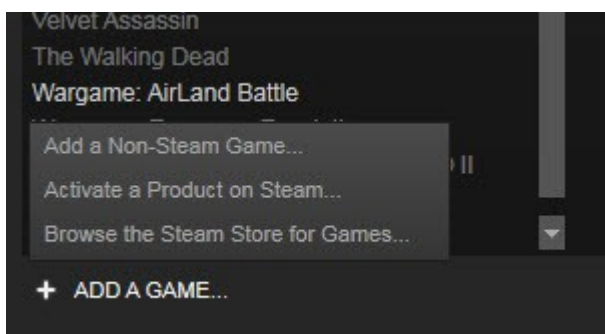 Velvet Assassin
The Walking Dead
Wargame: AirLand Battle
Add a Non-Steam Game...
II
Activate a Product on Steam...
Browse the Steam Store for Games...
+ ADD A GAME...